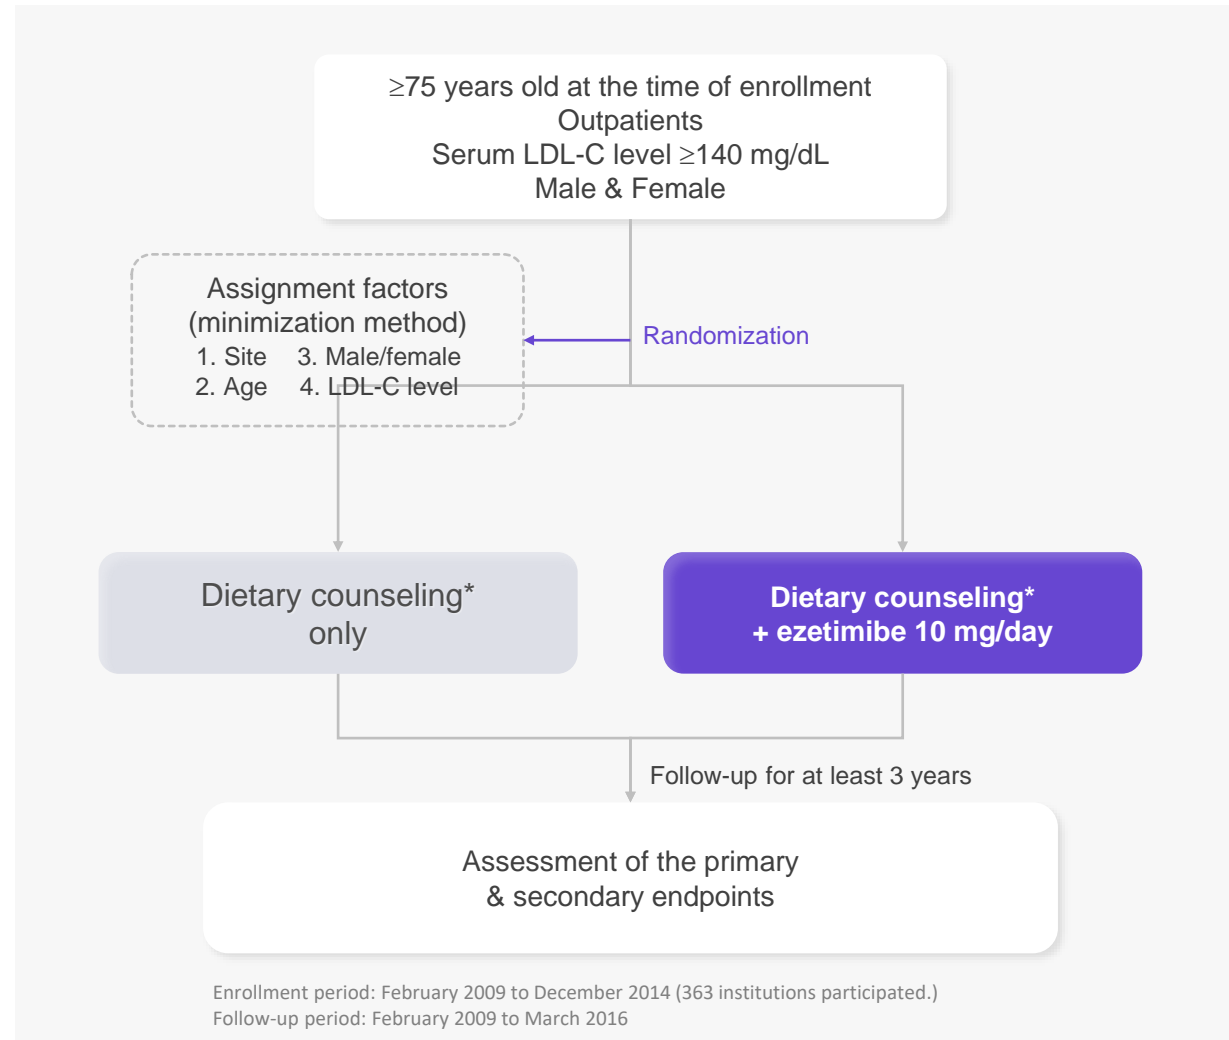 ≥75 years old at the time of enrollment
Outpatients
Serum LDL-C level ≥140 mg/dL
Male & Female
Assignment factors
(minimization method)
1. Site 3. Male/female
2. Age 4. LDL-C level
Randomization
Dietary counseling*
only
Dietary counseling*
+ ezetimibe 10 mg/day
Follow-up for at least 3 years
Assessment of the primary
& secondary endpoints
Enrollment period: February 2009 to December 2014 (363 institutions participated.)
Follow-up period: February 2009 to March 2016